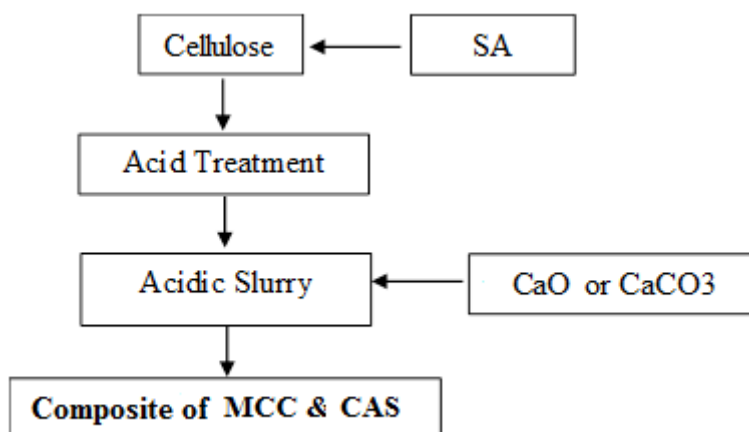 Cellulose
SA
Acid Treatment
Acidic Slurry
CaO or CaCO3
Composite of MCC & CAS